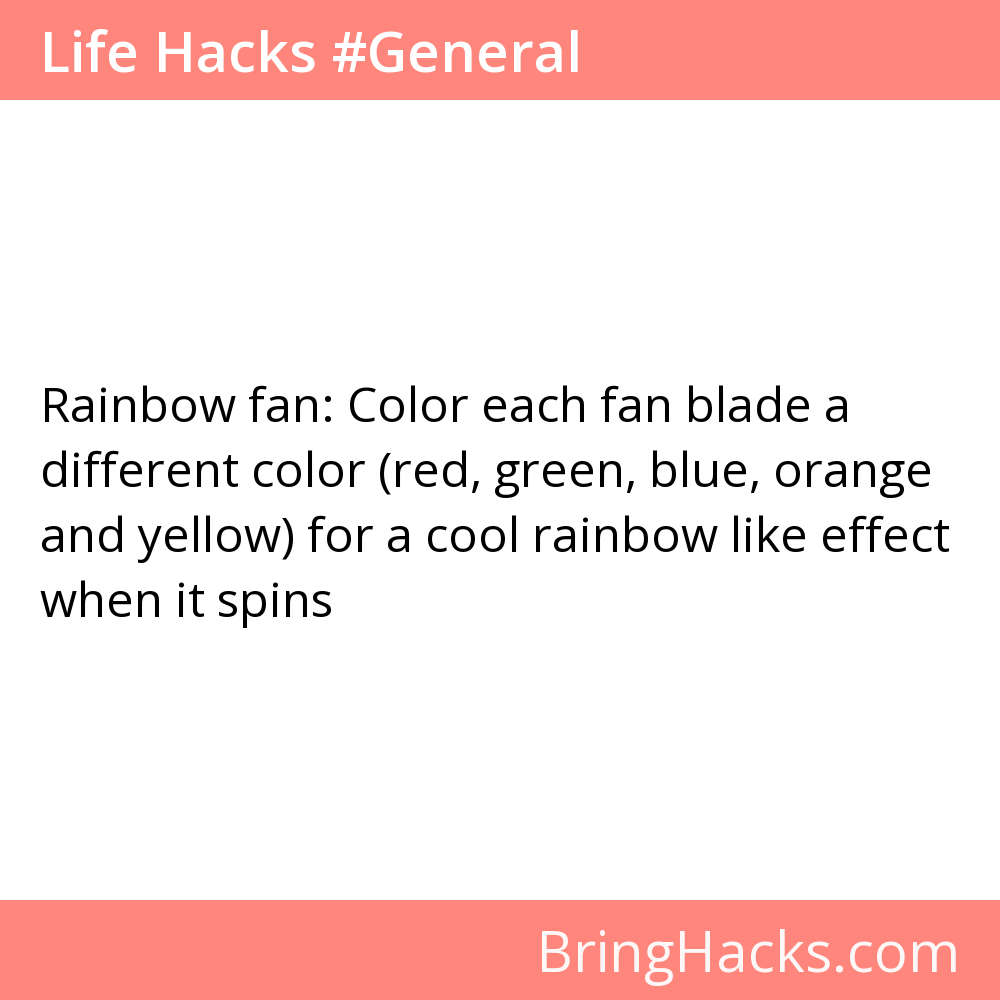 Life Hacks #General
Rainbow fan: Color each fan blade a
different color (red, green, blue, orange
and yellow) for a cool rainbow like effect
when it spins
BringHacks.com